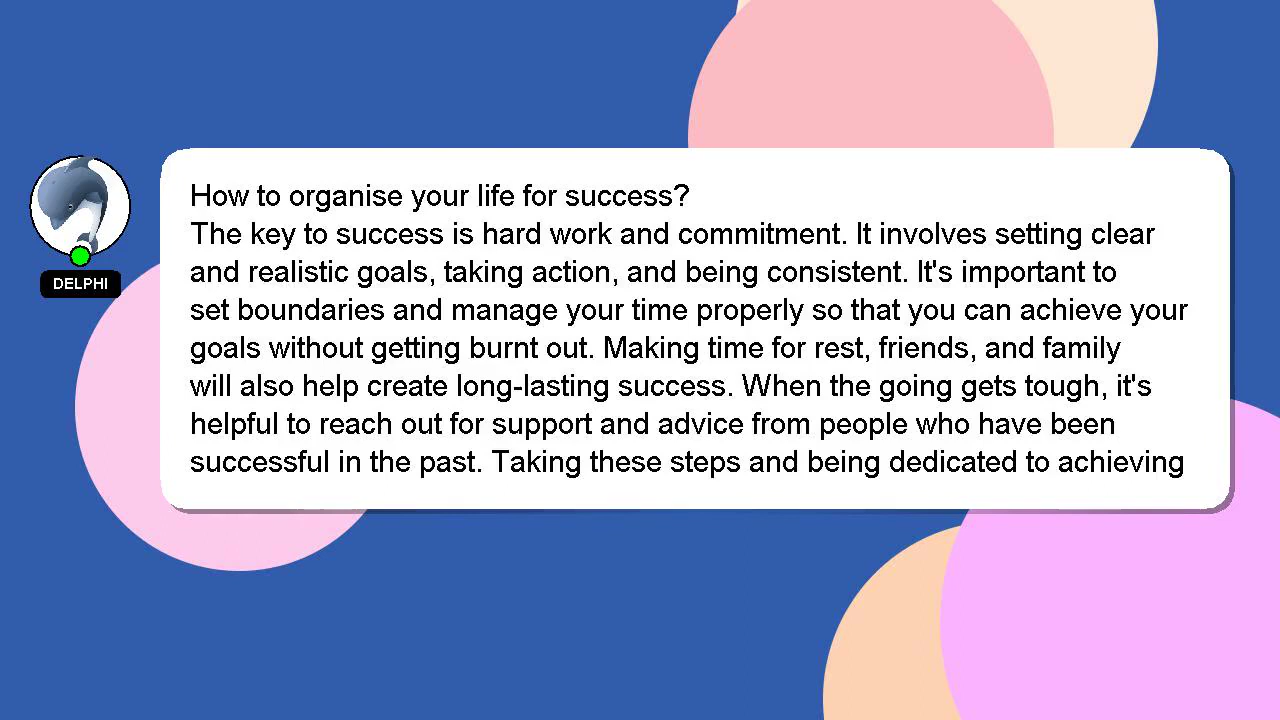 How to organise your life for success?
The key to success is hard work and commitment. It involves setting clear
and realistic goals, taking action, and being consistent. It's important to
set boundaries and manage your time properly so that you can achieve your
goals without getting burnt out. Making time for rest, friends, and family
will also help create long-lasting success. When the going gets tough, it's
helpful to reach out for support and advice from people who have been
successful in the past. Taking these steps and being dedicated to achieving
DELPHI